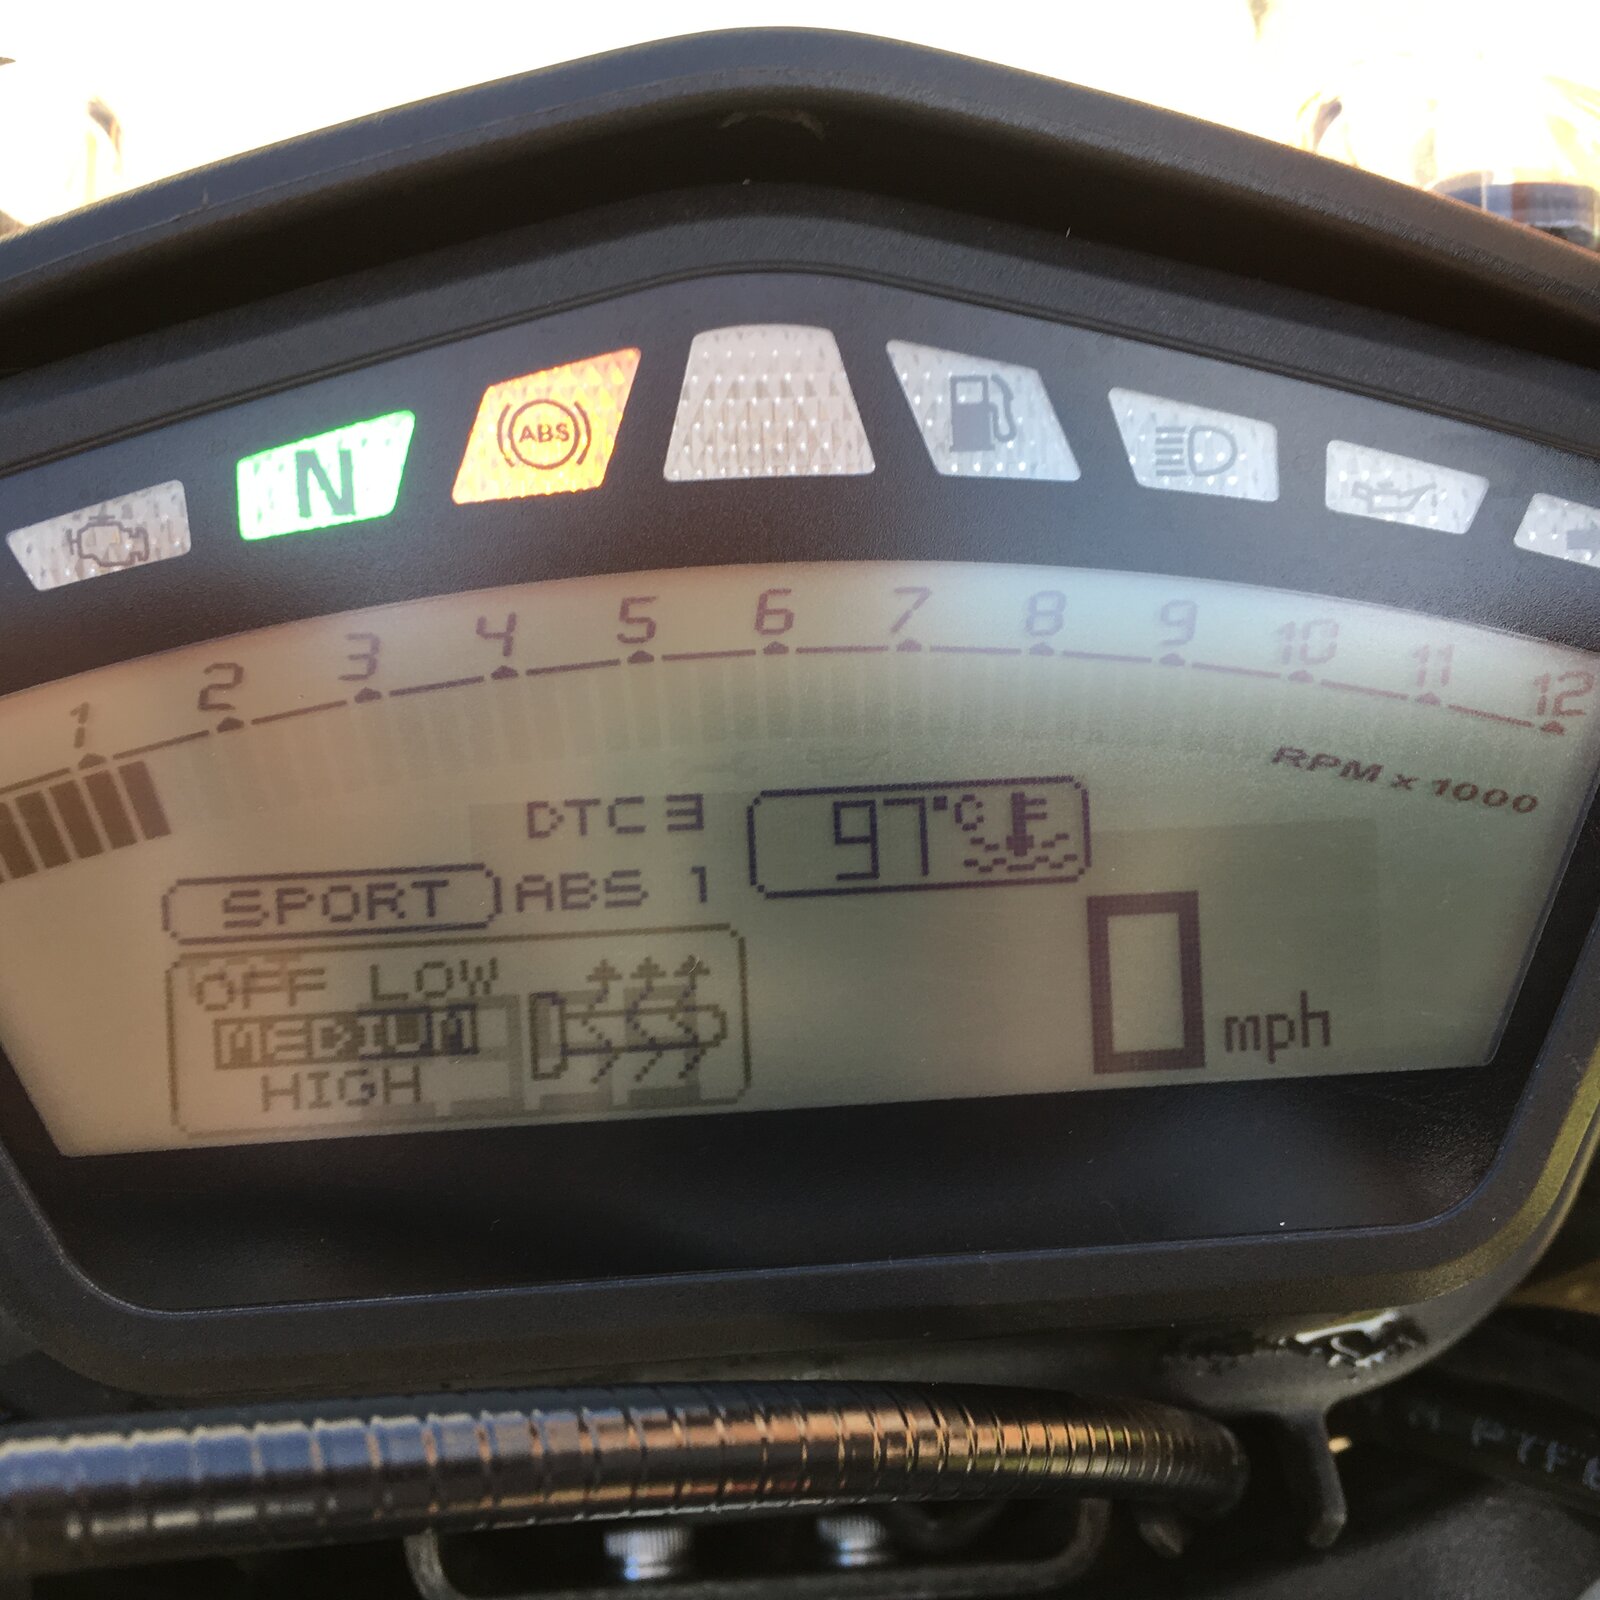 N
ABS
1 2 3 4 5 6 7 8 9 10 11 12
RPM x 1000
DTC 3
97°C
SPORT
ABS 1
OFF LOW
MEDIUM
HIGH
0 mph